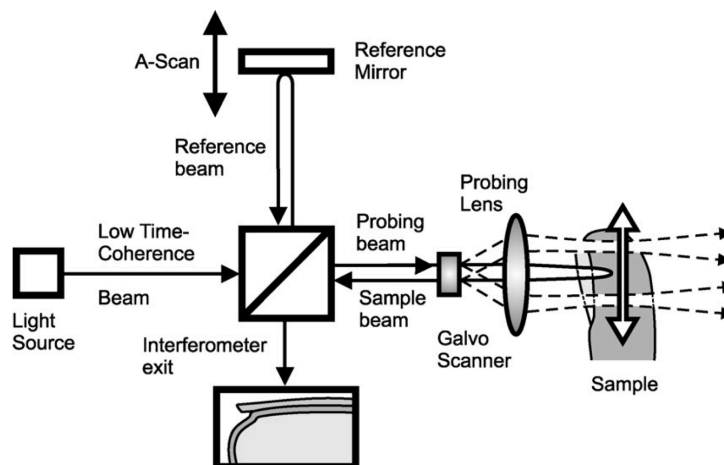 A-Scan
Reference
Mirror
Reference
beam
Probing
Lens
Low Time-
Coherence
Beam
Probing
beam
Sample
beam
Light
Source
Interferometer
exit
Galvo
Scanner
Sample